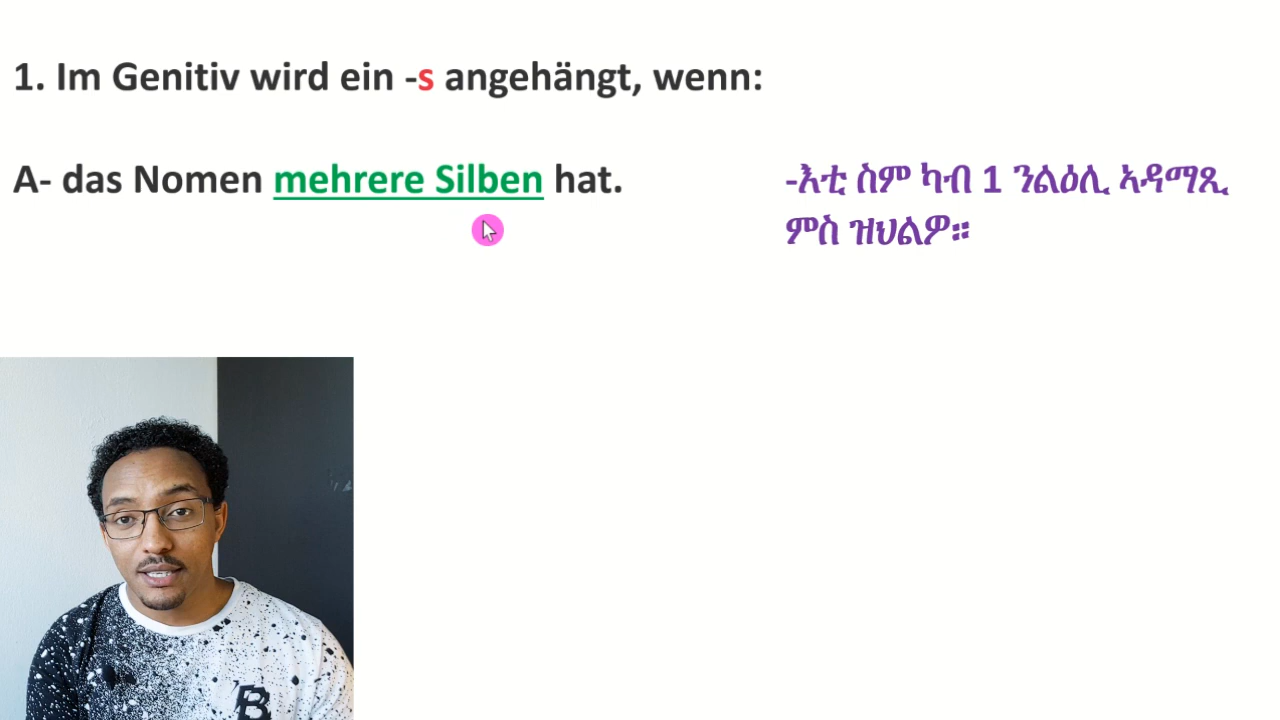 1. Im Genitiv wird ein -s angehängt, wenn:
A- das Nomen mehrere Silben hat.
-እቲ ስም ካብ 1 ንልዕሊ ኣዳማጺ
ምስ ዝህልዎ።
B